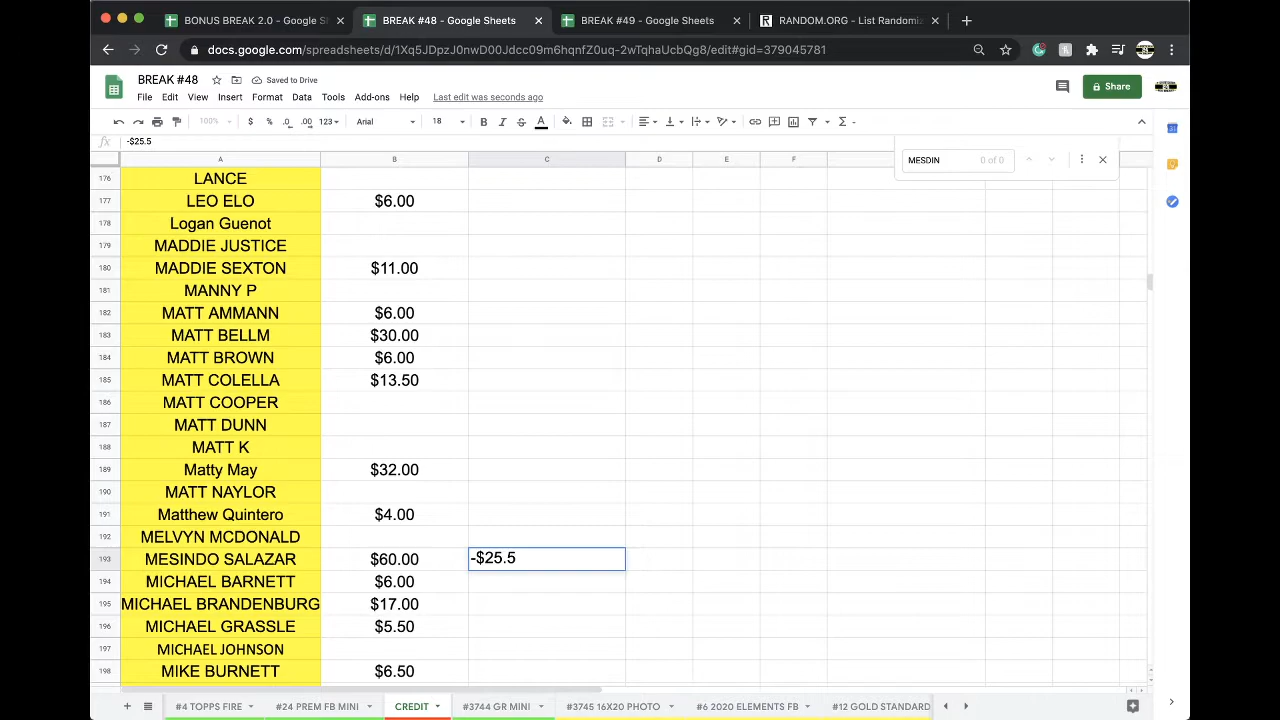 BONUS BREAK 2.0 - Google Sh
BREAK #48 - Google Sheets
BREAK #49 - Google Sheets
RANDOM.ORG - List Randomiz
docs.google.com/spreadsheets/d/1Xq5JDpzJ0nwD00Jdcc09m6hqnfZ0uq-2wTqhaUcbQg8/edit#gid=379045781
BREAK #48
Saved to Drive
File Edit View Insert Format Data Tools Add-ons Help Last edit was seconds ago
Share
100% $ % .0 .00 123 Arial 18 B I S A
fx -$25.5
MESDIN 0 of 0
A B C D E F
176 LANCE
177 LEO ELO $6.00
178 Logan Guenot
179 MADDIE JUSTICE
180 MADDIE SEXTON $11.00
181 MANNY P
182 MATT AMMANN $6.00
183 MATT BELLM $30.00
184 MATT BROWN $6.00
185 MATT COLELLA $13.50
186 MATT COOPER
187 MATT DUNN
188 MATT K
189 Matty May $32.00
190 MATT NAYLOR
191 Matthew Quintero $4.00
192 MELVYN MCDONALD
193 MESINDO SALAZAR $60.00 -$25.5
194 MICHAEL BARNETT $6.00
195 MICHAEL BRANDENBURG $17.00
196 MICHAEL GRASSLE $5.50
197 MICHAEL JOHNSON
198 MIKE BURNETT $6.50
#4 TOPPS FIRE #24 PREM FB MINI CREDIT #3744 GR MINI #3745 16X20 PHOTO #6 2020 ELEMENTS FB #12 GOLD STANDARD